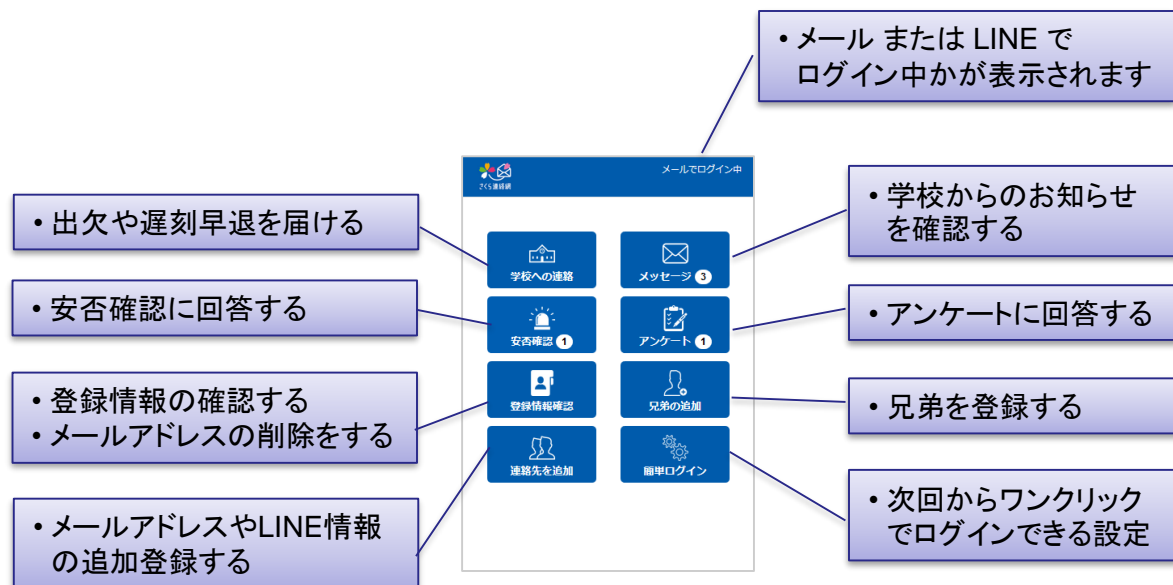 • メール または LINE で
ログイン中かが表示されます
さくら連絡網
メールでログイン中
• 出欠や遅刻早退を届ける
• 学校からのお知らせ
を確認する
学校への連絡
メッセージ 3
• 安否確認に回答する
• アンケートに回答する
安否確認 1
アンケート 1
• 登録情報の確認する
• メールアドレスの削除をする
• 兄弟を登録する
登録情報確認
兄弟の追加
連絡先を追加
簡単ログイン
• メールアドレスやLINE情報
の追加登録する
• 次回からワンクリック
でログインできる設定